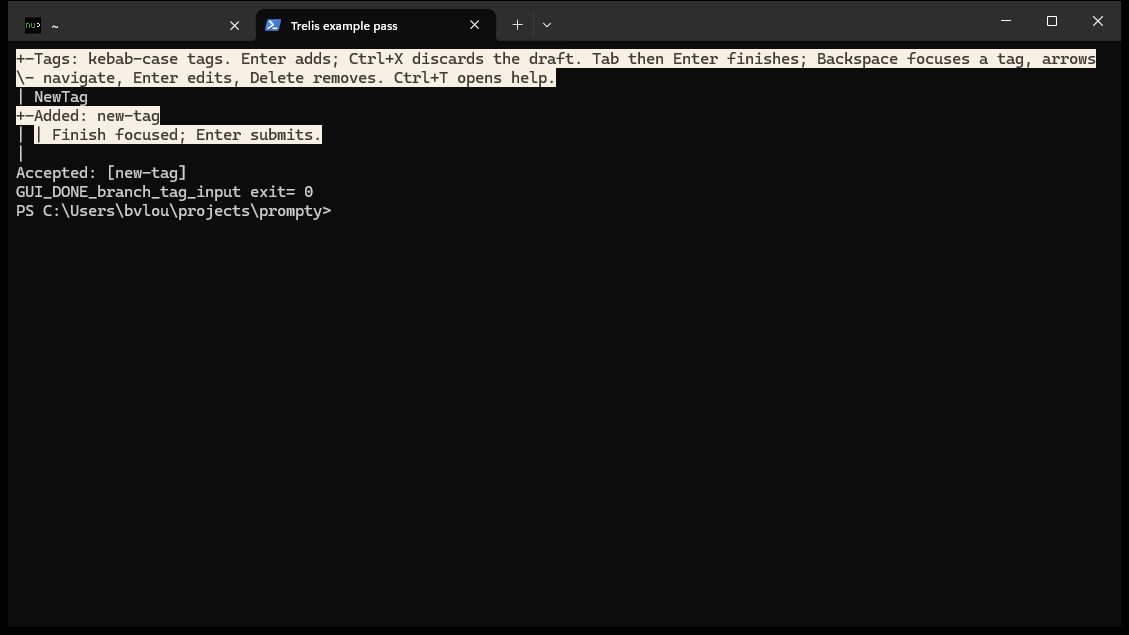 nu> ~
Trelis example pass
+-Tags: kebab-case tags. Enter adds; Ctrl+X discards the draft. Tab then Enter finishes; Backspace focuses a tag, arrows
\- navigate, Enter edits, Delete removes. Ctrl+T opens help.
| NewTag
+-Added: new-tag
| | Finish focused; Enter submits.
|
Accepted: [new-tag]
GUI_DONE_branch_tag_input exit= 0
PS C:\Users\bvlou\projects\prompty>